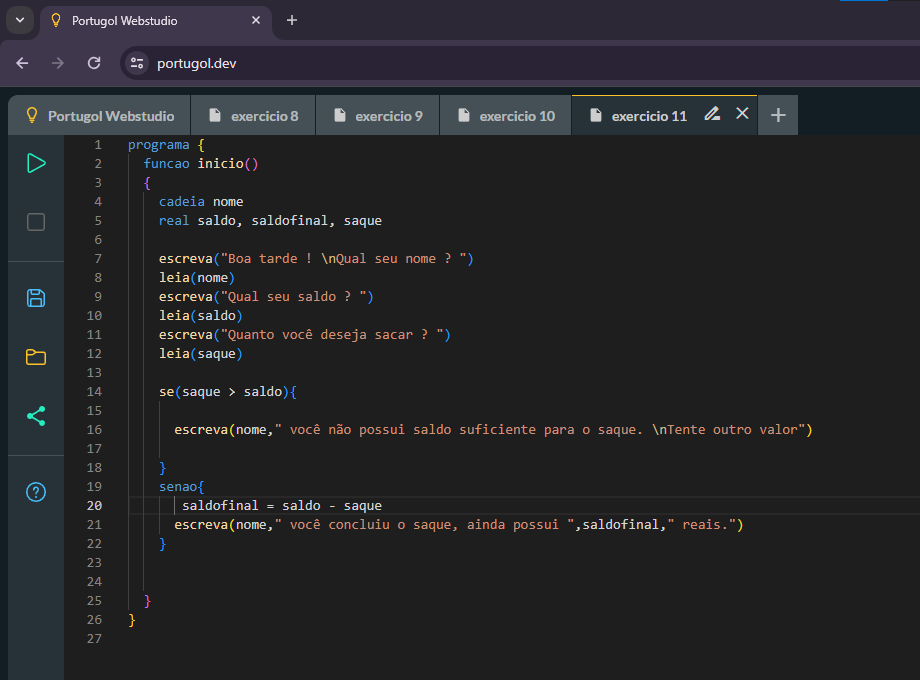 Portugol Webstudio
portugol.dev
Portugol Webstudio exercicio 8 exercicio 9 exercicio 10 exercicio 11
1 programa {
2 funcao inicio()
3 {
4 cadeia nome
5 real saldo, saldofinal, saque
6
7 escreva("Boa tarde ! \nQual seu nome ? ")
8 leia(nome)
9 escreva("Qual seu saldo ? ")
10 leia(saldo)
11 escreva("Quanto você deseja sacar ? ")
12 leia(saque)
13
14 se(saque > saldo){
15
16 escreva(nome," você não possui saldo suficiente para o saque. \nTente outro valor")
17
18 }
19 senao{
20 saldofinal = saldo - saque
21 escreva(nome," você concluiu o saque, ainda possui ",saldofinal," reais.")
22 }
23
24
25 }
26 }
27